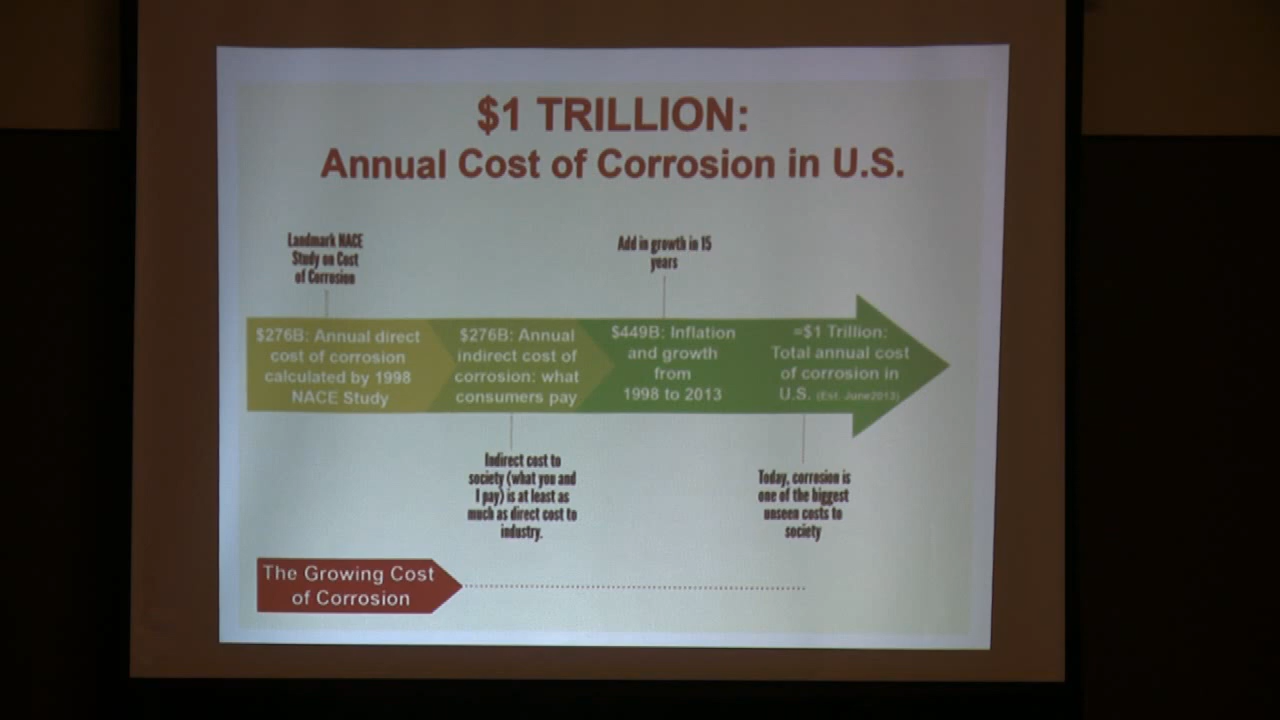 $1 TRILLION:
Annual Cost of Corrosion in U.S.
Landmark NACE
Study on Cost
of Corrosion
Add in growth in 15
years
$276B: Annual direct
cost of corrosion
calculated by 1998
NACE Study
$276B: Annual
indirect cost of
corrosion: what
consumers pay
$449B: Inflation
and growth
from
1998 to 2013
=$1 Trillion:
Total annual cost
of corrosion in
U.S. (Est. June2013)
Indirect cost to
society (what you and
I pay) is at least as
much as direct cost to
industry.
Today, corrosion is
one of the biggest
unseen costs to
society
The Growing Cost
of Corrosion